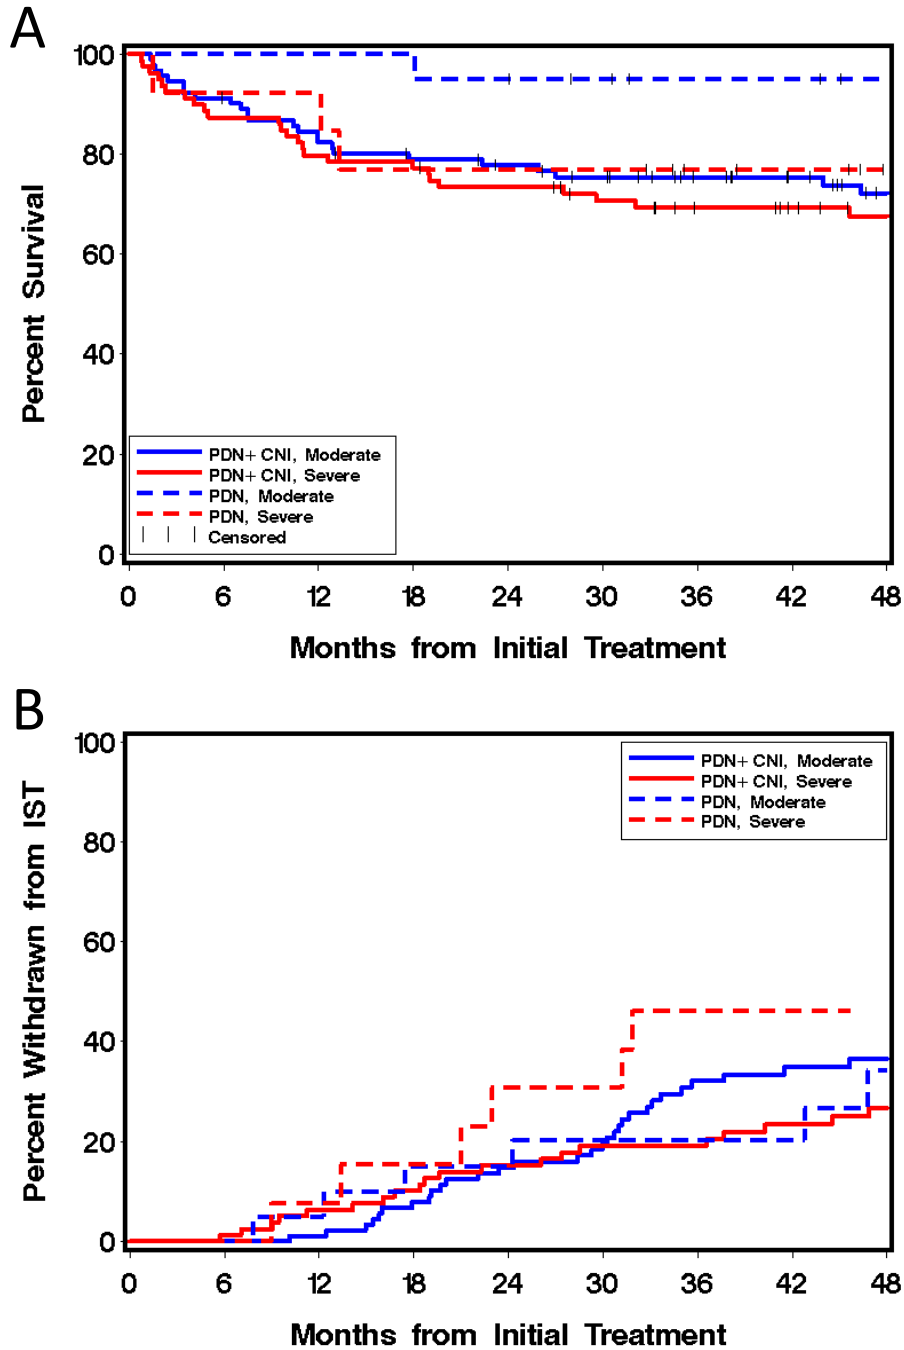 A
100
80
60
40
20
0
Percent Survival
PDN+ CNI, Moderate
PDN+ CNI, Severe
PDN, Moderate
PDN, Severe
Censored
0 6 12 18 24 30 36 42 48
Months from Initial Treatment
B
100
80
60
40
20
0
Percent Withdrawn from IST
PDN+ CNI, Moderate
PDN+ CNI, Severe
PDN, Moderate
PDN, Severe
0 6 12 18 24 30 36 42 48
Months from Initial Treatment